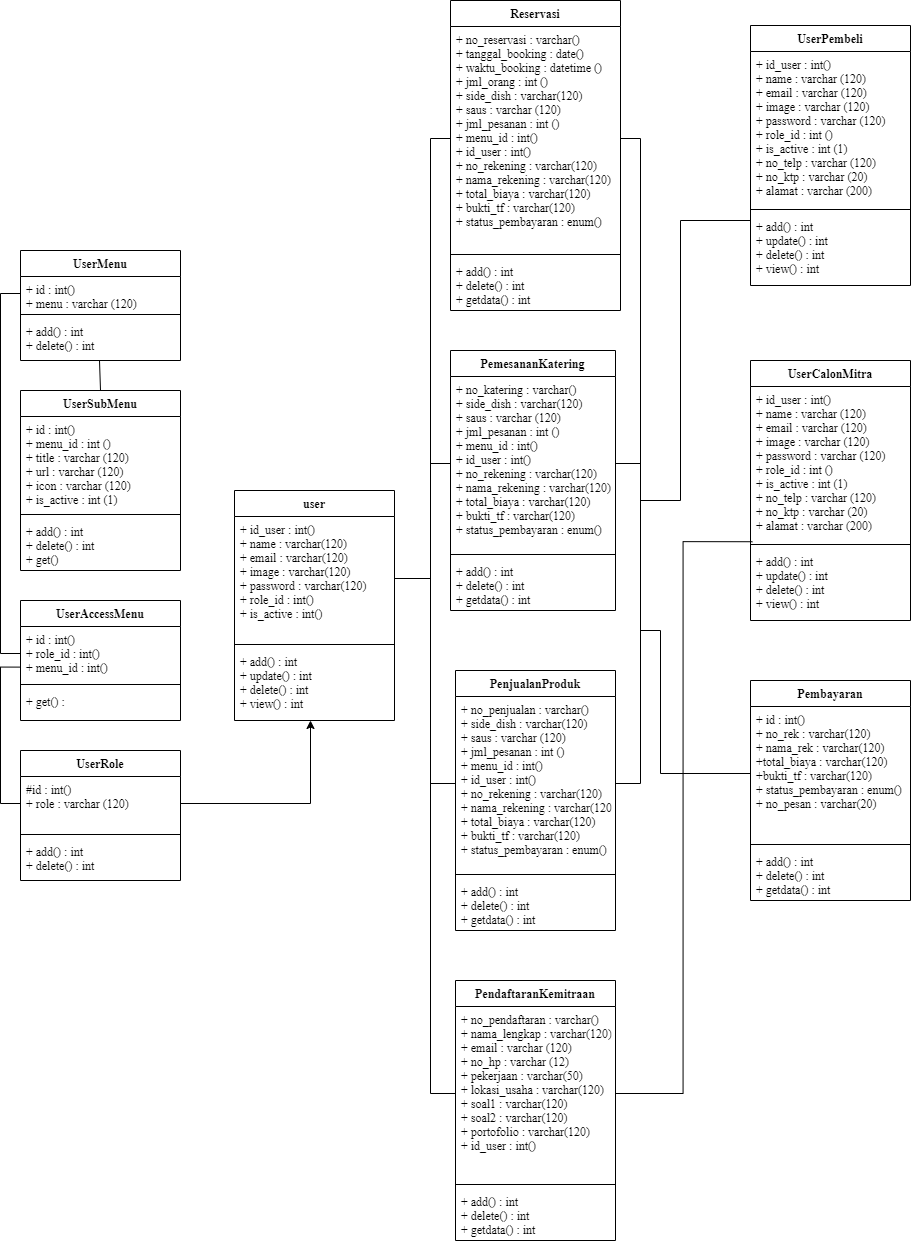 UserMenu
+ id : int()
+ menu : varchar (120)
+ add() : int
+ delete() : int
UserSubMenu
+ id : int()
+ menu_id : int ()
+ title : varchar (120)
+ url : varchar (120)
+ icon : varchar (120)
+ is_active : int (1)
+ add() : int
+ delete() : int
+ get()
UserAccessMenu
+ id : int()
+ role_id : int()
+ menu_id : int()
+ get() :
UserRole
#id : int()
+ role : varchar (120)
+ add() : int
+ delete() : int
user
+ id_user : int()
+ name : varchar(120)
+ email : varchar(120)
+ image : varchar(120)
+ password : varchar(120)
+ role_id : int()
+ is_active : int()
+ add() : int
+ update() : int
+ delete() : int
+ view() : int
Reservasi
+ no_reservasi : varchar()
+ tanggal_booking : date()
+ waktu_booking : datetime ()
+ jml_orang : int ()
+ side_dish : varchar(120)
+ saus : varchar (120)
+ jml_pesanan : int ()
+ menu_id : int()
+ id_user : int()
+ no_rekening : varchar(120)
+ nama_rekening : varchar(120)
+ total_biaya : varchar(120)
+ bukti_tf : varchar(120)
+ status_pembayaran : enum()
+ add() : int
+ delete() : int
+ getdata() : int
PemesananKatering
+ no_katering : varchar()
+ side_dish : varchar(120)
+ saus : varchar (120)
+ jml_pesanan : int ()
+ menu_id : int()
+ id_user : int()
+ no_rekening : varchar(120)
+ nama_rekening : varchar(120)
+ total_biaya : varchar(120)
+ bukti_tf : varchar(120)
+ status_pembayaran : enum()
+ add() : int
+ delete() : int
+ getdata() : int
PenjualanProduk
+ no_penjualan : varchar()
+ side_dish : varchar(120)
+ saus : varchar (120)
+ jml_pesanan : int ()
+ menu_id : int()
+ id_user : int()
+ no_rekening : varchar(120)
+ nama_rekening : varchar(120
+ total_biaya : varchar(120)
+ bukti_tf : varchar(120)
+ status_pembayaran : enum()
+ add() : int
+ delete() : int
+ getdata() : int
PendaftaranKemitraan
+ no_pendaftaran : varchar()
+ nama_lengkap : varchar(120)
+ email : varchar (120)
+ no_hp : varchar (12)
+ pekerjaan : varchar(50)
+ lokasi_usaha : varchar(120)
+ soal1 : varchar(120)
+ soal2 : varchar(120)
+ portofolio : varchar(120)
+ id_user : int()
+ add() : int
+ delete() : int
+ getdata() : int
UserPembeli
+ id_user : int()
+ name : varchar (120)
+ email : varchar (120)
+ image : varchar (120)
+ password : varchar (120)
+ role_id : int ()
+ is_active : int (1)
+ no_telp : varchar (120)
+ no_ktp : varchar (20)
+ alamat : varchar (200)
+ add() : int
+ update() : int
+ delete() : int
+ view() : int
UserCalonMitra
+ id_user : int()
+ name : varchar (120)
+ email : varchar (120)
+ image : varchar (120)
+ password : varchar (120)
+ role_id : int ()
+ is_active : int (1)
+ no_telp : varchar (120)
+ no_ktp : varchar (20)
+ alamat : varchar (200)
+ add() : int
+ update() : int
+ delete() : int
+ view() : int
Pembayaran
+ id : int()
+ no_rek : varchar(120)
+ nama_rek : varchar(120)
+total_biaya : varchar(120)
+bukti_tf : varchar(120)
+ status_pembayaran : enum()
+ no_pesan : varchar(20)
+ add() : int
+ delete() : int
+ getdata() : int